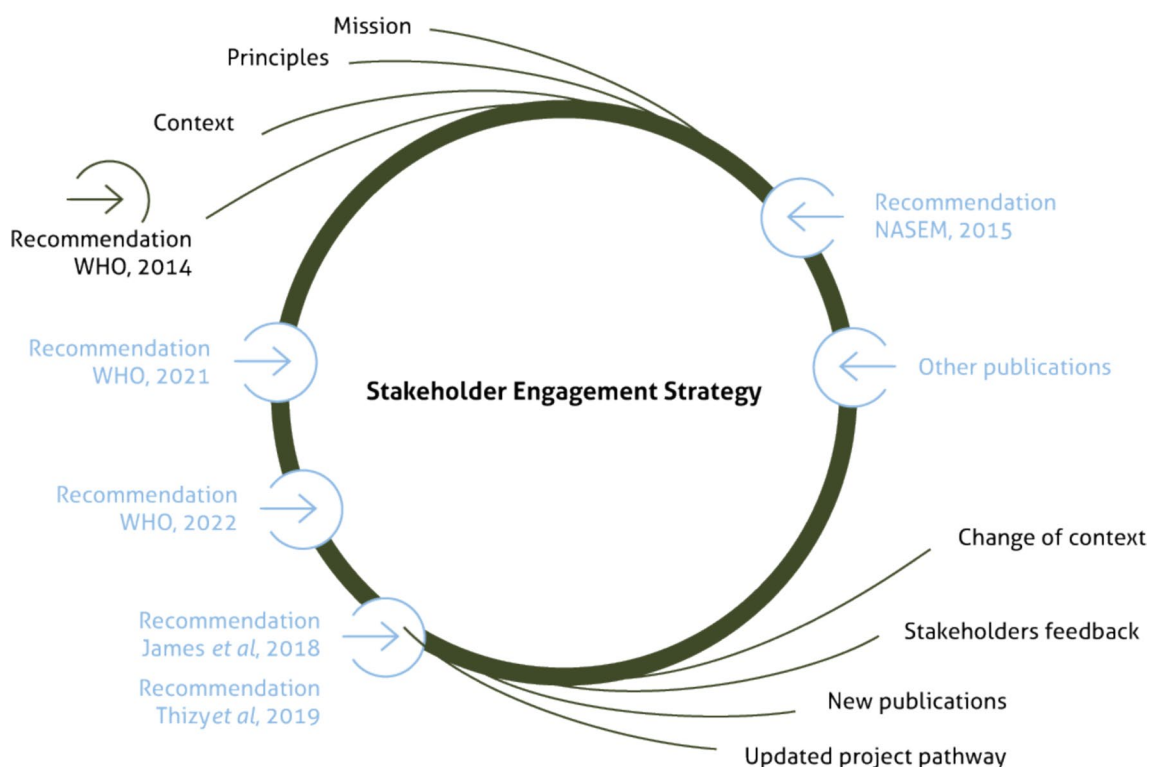 Mission
Principles
Context
Recommendation
WHO, 2014
Recommendation
NASEM, 2015
Recommendation
WHO, 2021
Other publications
Stakeholder Engagement Strategy
Recommendation
WHO, 2022
Change of context
Recommendation
James et al, 2018
Stakeholders feedback
Recommendation
Thizy et al, 2019
New publications
Updated project pathway